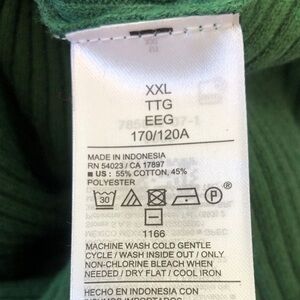 XXL
TTG
EEG
170/120A
MADE IN INDONESIA
RN 54023 / CA 17897
■ US : 55% COTTON, 45%
POLYESTER
30
P
1166
MACHINE WASH COLD GENTLE
CYCLE / WASH INSIDE OUT / ONLY
NON-CHLORINE BLEACH WHEN
NEEDED / DRY FLAT / COOL IRON
HECHO EN INDONESIA CON